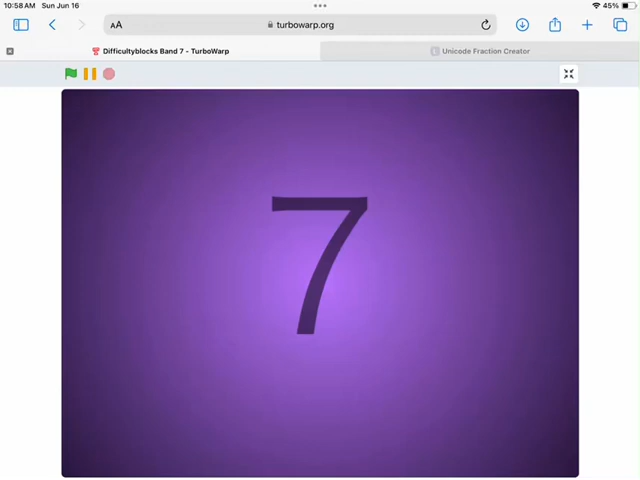 10:58 AM Sun Jun 16
45%
AA
turbowarp.org
Difficultyblocks Band 7 - TurboWarp
L Unicode Fraction Creator
7